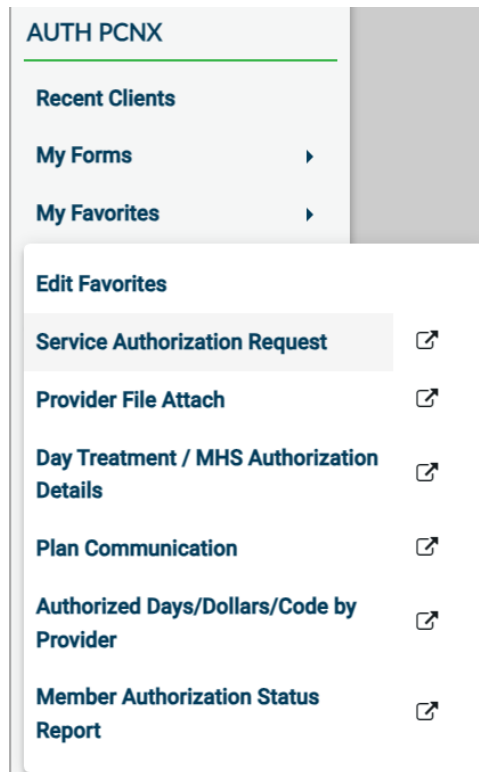 AUTH PCNX
Recent Clients
My Forms
My Favorites
Edit Favorites
Service Authorization Request
Provider File Attach
Day Treatment / MHS Authorization
Details
Plan Communication
Authorized Days/Dollars/Code by
Provider
Member Authorization Status
Report